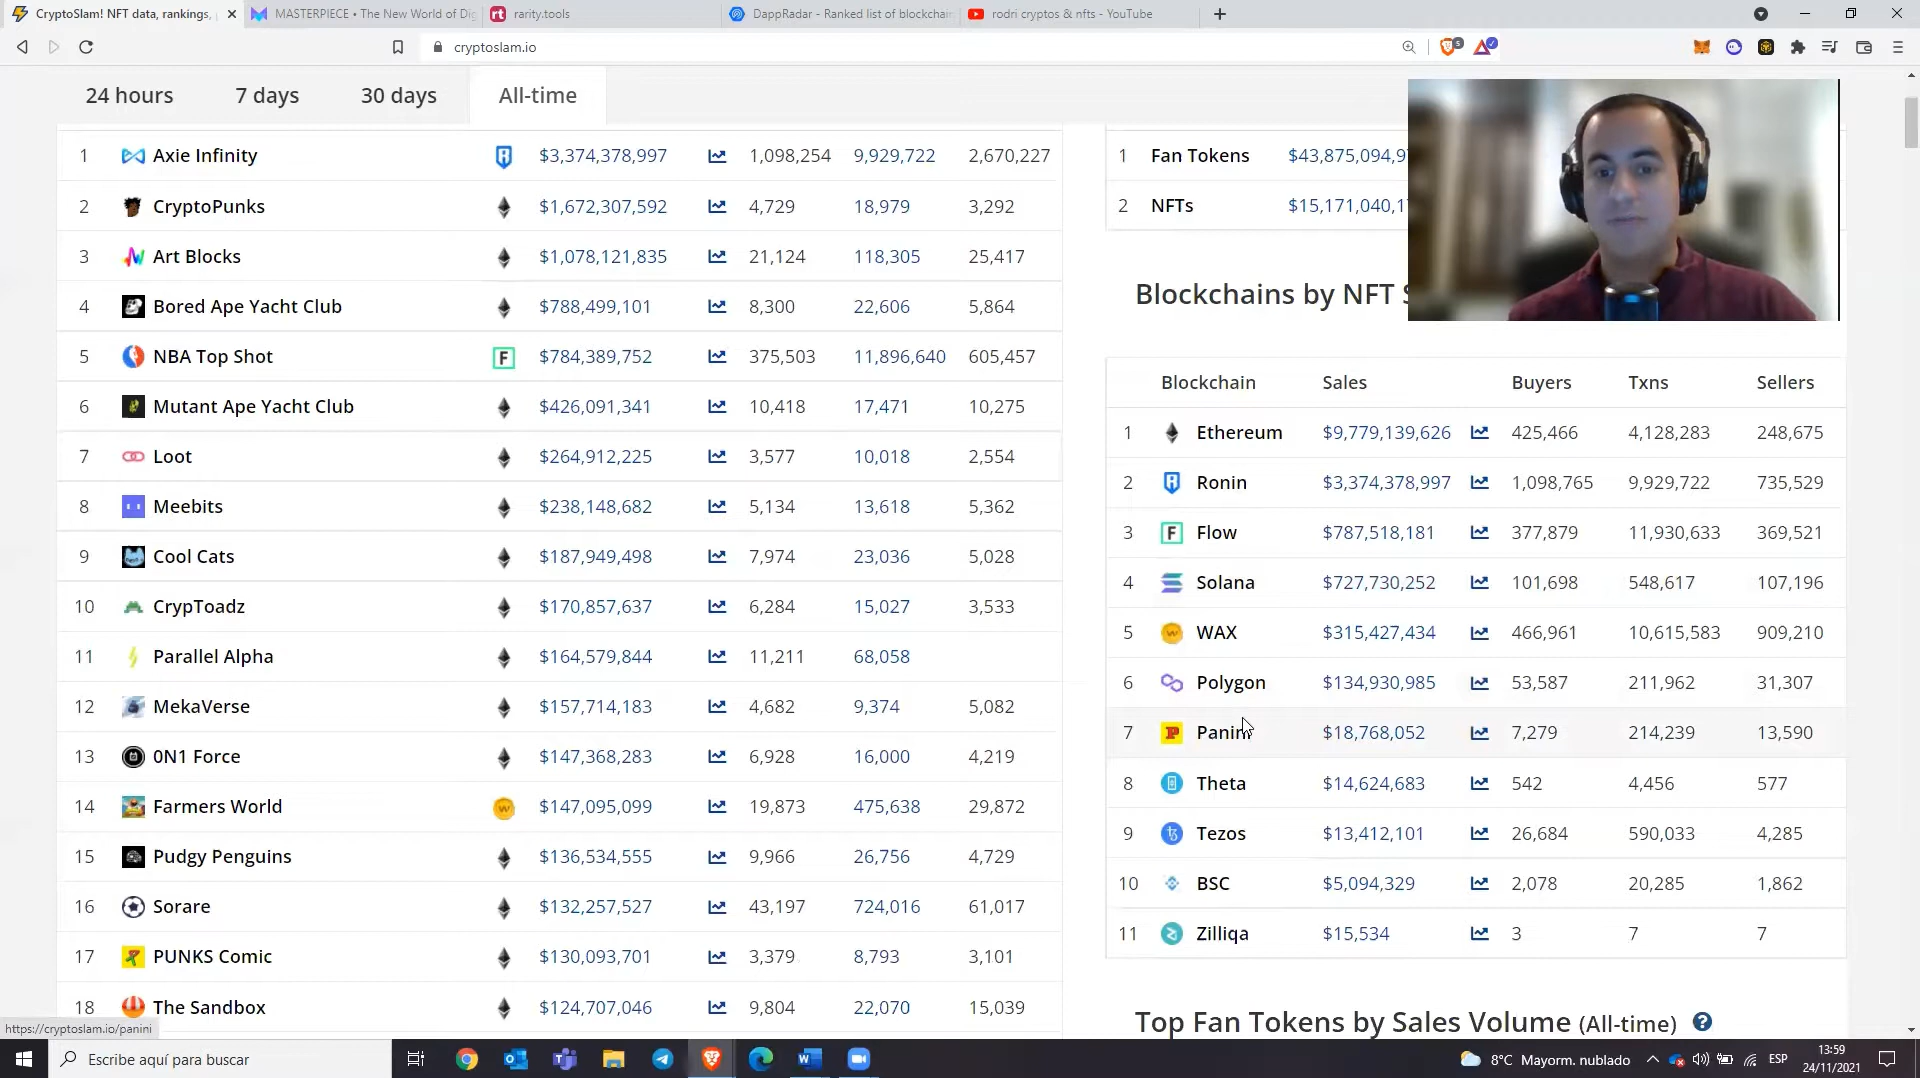 CryptoSlam! NFT data, rankings,
MASTERPIECE • The New World of Dig
rarity.tools
DappRadar - Ranked list of blockchain
rodri cryptos & nfts - YouTube
cryptoslam.io
24 hours 7 days 30 days All-time
1 Axie Infinity $3,374,378,997 1,098,254 9,929,722 2,670,227
2 CryptoPunks $1,672,307,592 4,729 18,979 3,292
3 Art Blocks $1,078,121,835 21,124 118,305 25,417
4 Bored Ape Yacht Club $788,499,101 8,300 22,606 5,864
5 NBA Top Shot $784,389,752 375,503 11,896,640 605,457
6 Mutant Ape Yacht Club $426,091,341 10,418 17,471 10,275
7 Loot $264,912,225 3,577 10,018 2,554
8 Meebits $238,148,682 5,134 13,618 5,362
9 Cool Cats $187,949,498 7,974 23,036 5,028
10 CrypToadz $170,857,637 6,284 15,027 3,533
11 Parallel Alpha $164,579,844 11,211 68,058
12 MekaVerse $157,714,183 4,682 9,374 5,082
13 0N1 Force $147,368,283 6,928 16,000 4,219
14 Farmers World $147,095,099 19,873 475,638 29,872
15 Pudgy Penguins $136,534,555 9,966 26,756 4,729
16 Sorare $132,257,527 43,197 724,016 61,017
17 PUNKS Comic $130,093,701 3,379 8,793 3,101
18 The Sandbox $124,707,046 9,804 22,070 15,039
1 Fan Tokens $43,875,094,9
2 NFTs $15,171,040,1
Blockchains by NFT S
Blockchain Sales Buyers Txns Sellers
1 Ethereum $9,779,139,626 425,466 4,128,283 248,675
2 Ronin $3,374,378,997 1,098,765 9,929,722 735,529
3 Flow $787,518,181 377,879 11,930,633 369,521
4 Solana $727,730,252 101,698 548,617 107,196
5 WAX $315,427,434 466,961 10,615,583 909,210
6 Polygon $134,930,985 53,587 211,962 31,307
7 Panini $18,768,052 7,279 214,239 13,590
8 Theta $14,624,683 542 4,456 577
9 Tezos $13,412,101 26,684 590,033 4,285
10 BSC $5,094,329 2,078 20,285 1,862
11 Zilliqa $15,534 3 7 7
Top Fan Tokens by Sales Volume (All-time)
https://cryptoslam.io/panini
Escribe aquí para buscar
8°C Mayorm. nublado
ESP
13:59
24/11/2021